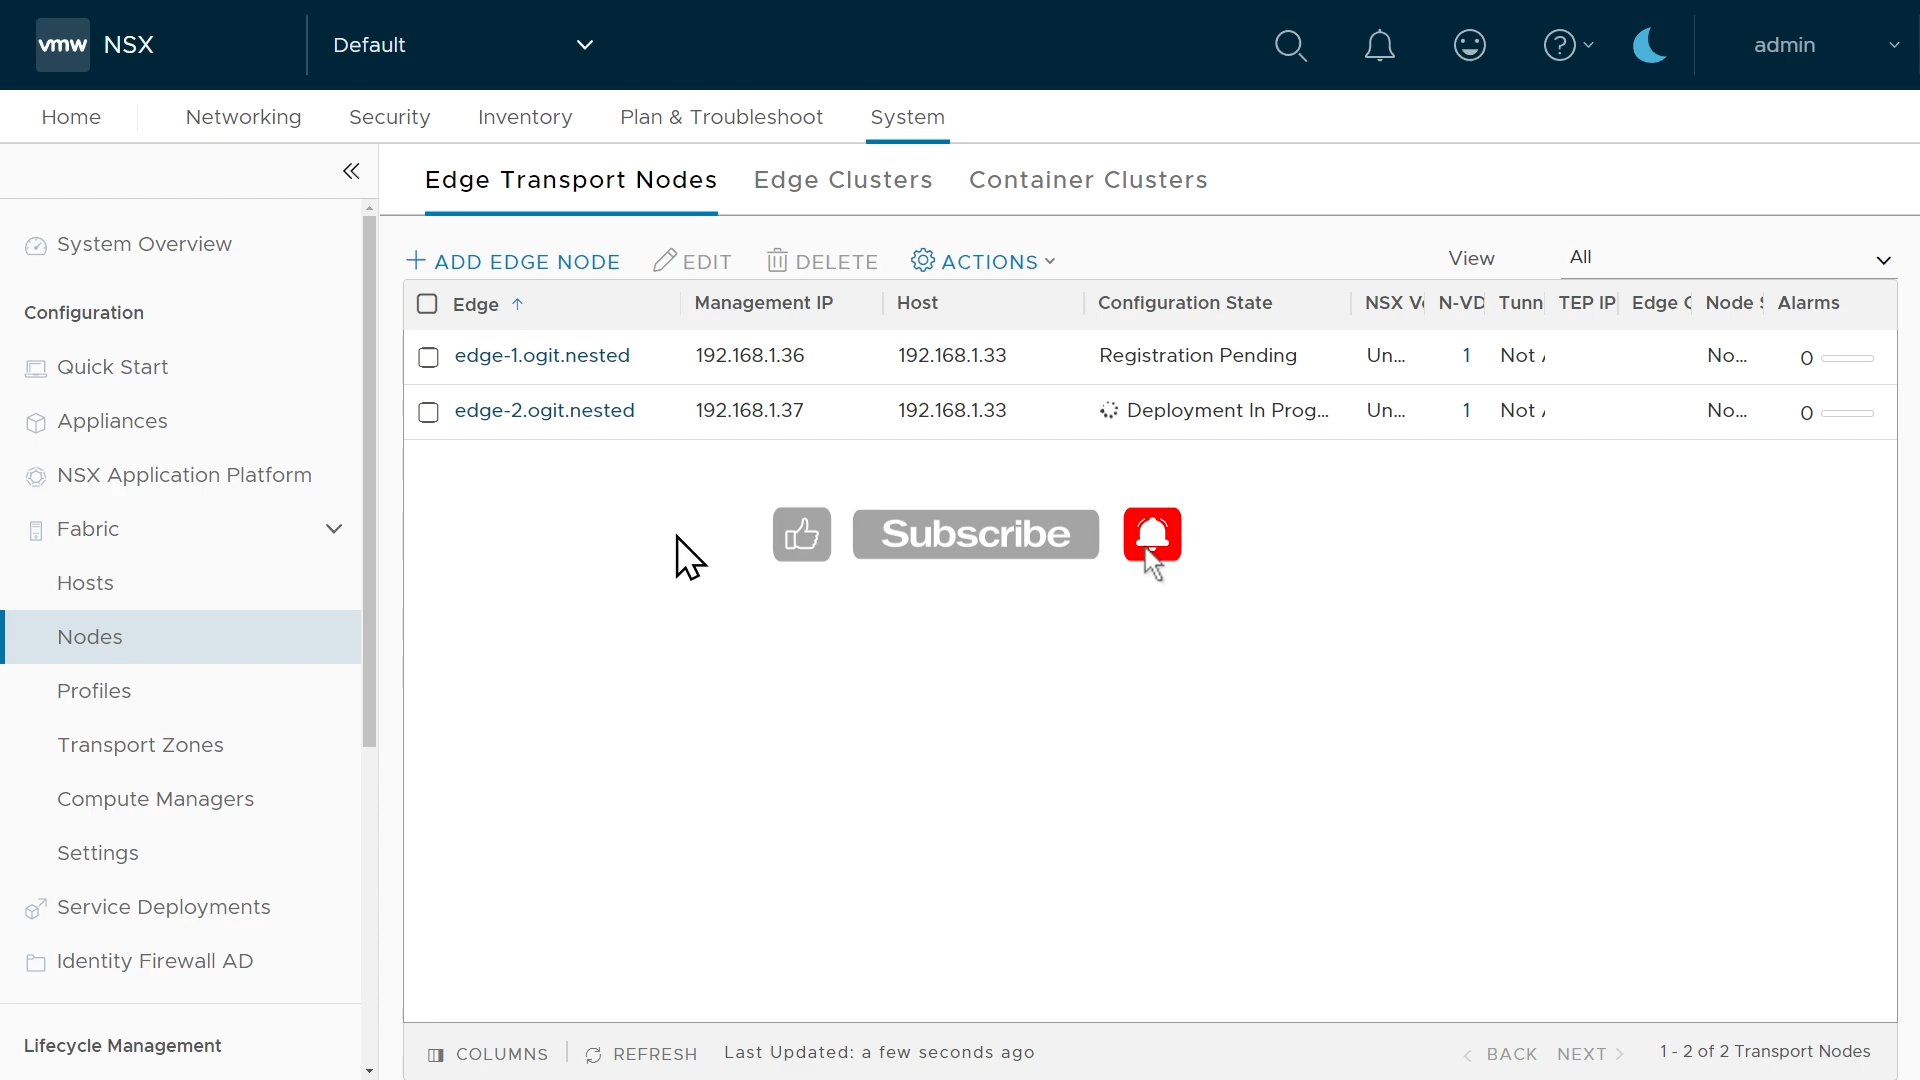 vmw NSX Default admin
Home Networking Security Inventory Plan & Troubleshoot System
Edge Transport Nodes Edge Clusters Container Clusters
System Overview
Configuration
Quick Start
Appliances
NSX Application Platform
Fabric
Hosts
Nodes
Profiles
Transport Zones
Compute Managers
Settings
Service Deployments
Identity Firewall AD
Lifecycle Management
ADD EDGE NODE EDIT DELETE ACTIONS View All
Edge Management IP Host Configuration State NSX N-VD Tunn TEP IP Edge Node Alarms
edge-1.ogit.nested 192.168.1.36 192.168.1.33 Registration Pending Un... 1 Not No... 0
edge-2.ogit.nested 192.168.1.37 192.168.1.33 Deployment In Prog... Un... 1 Not No... 0
Subscribe
COLUMNS REFRESH Last Updated: a few seconds ago BACK NEXT 1 - 2 of 2 Transport Nodes